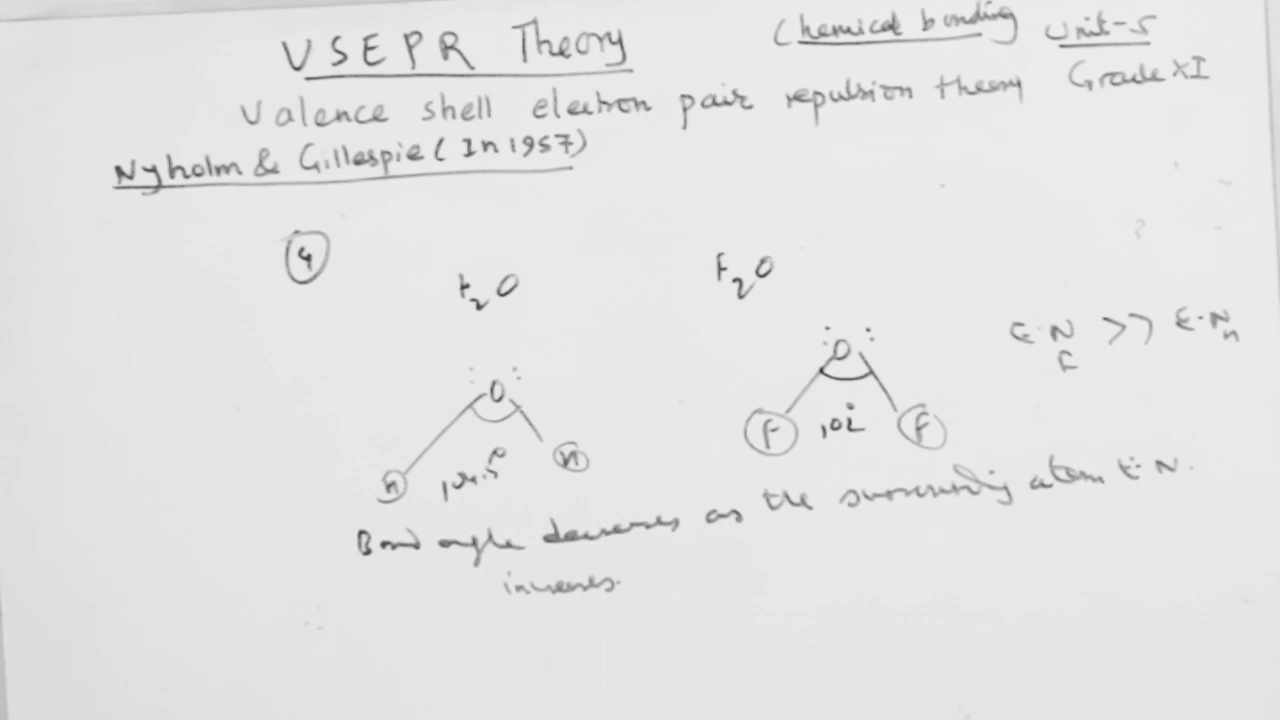 VSEPR Theory
Chemical bonding Unit-5
Valence shell electron pair repulsion theory Grade XI
Nyholm & Gillespie ( In 1957)
4
H2O
F2O
E.N F >> E.N H
:O:
:O:
F 102° F
H 104.5° H
Bond angle decreases as the surrounding atom E.N.
increases.